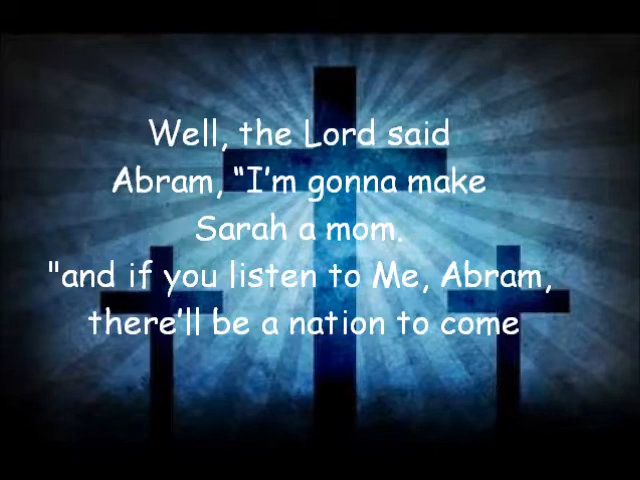 Well, the Lord said
Abram, “I’m gonna make
Sarah a mom.
"and if you listen to Me, Abram,
there’ll be a nation to come